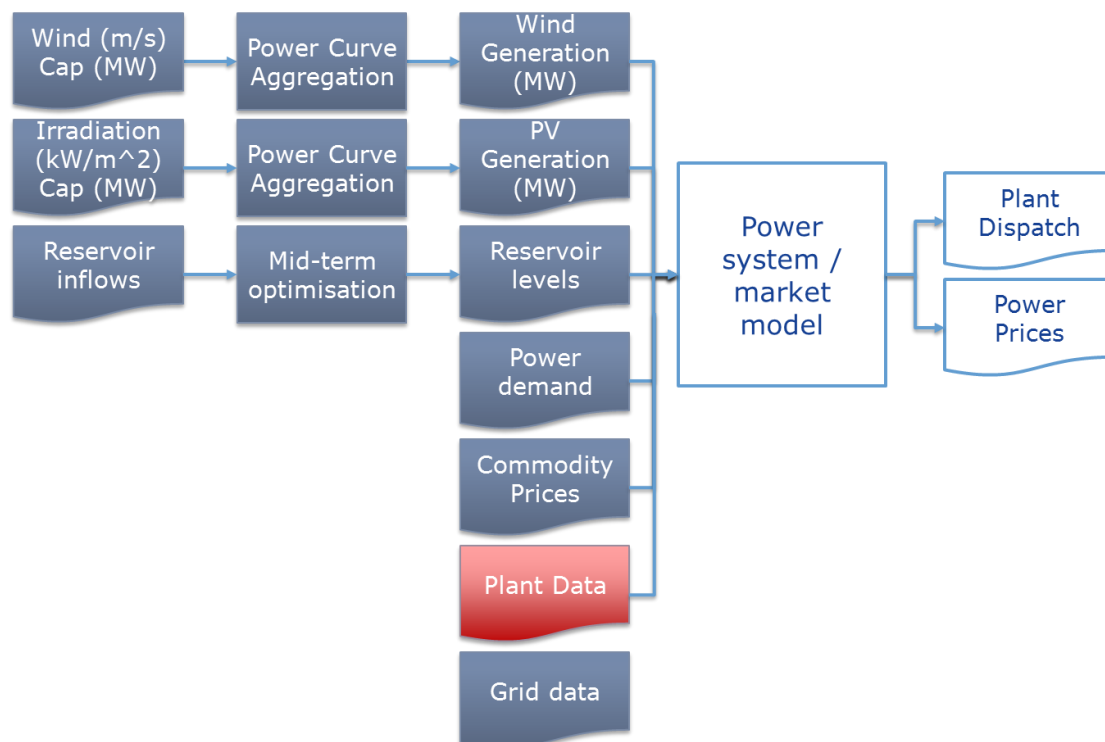 Wind (m/s)
Cap (MW)
Power Curve
Aggregation
Wind
Generation
(MW)
Irradiation
(kW/m^2)
Cap (MW)
Power Curve
Aggregation
PV
Generation
(MW)
Reservoir
inflows
Mid-term
optimisation
Reservoir
levels
Power
demand
Commodity
Prices
Plant Data
Grid data
Power
system /
market
model
Plant
Dispatch
Power
Prices